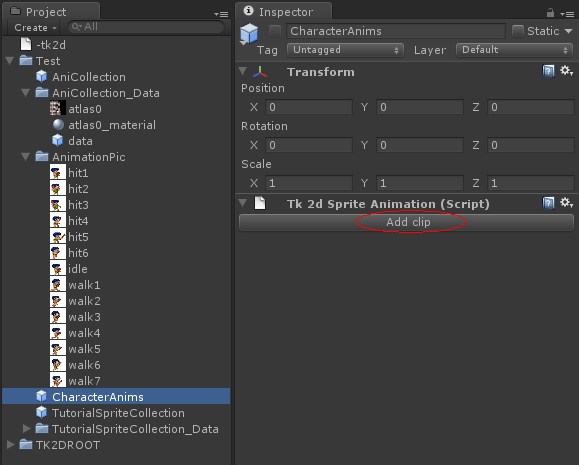 Project
Create
All
-tk2d
Test
AniCollection
AniCollection_Data
atlas0
atlas0_material
data
AnimationPic
hit1
hit2
hit3
hit4
hit5
hit6
idle
walk1
walk2
walk3
walk4
walk5
walk6
walk7
CharacterAnims
TutorialSpriteCollection
TutorialSpriteCollection_Data
TK2DROOT
Inspector
CharacterAnims Static
Tag Untagged Layer Default
Transform
Position
X 0 Y 0 Z 0
Rotation
X 0 Y 0 Z 0
Scale
X 1 Y 1 Z 1
Tk 2d Sprite Animation (Script)
Add clip